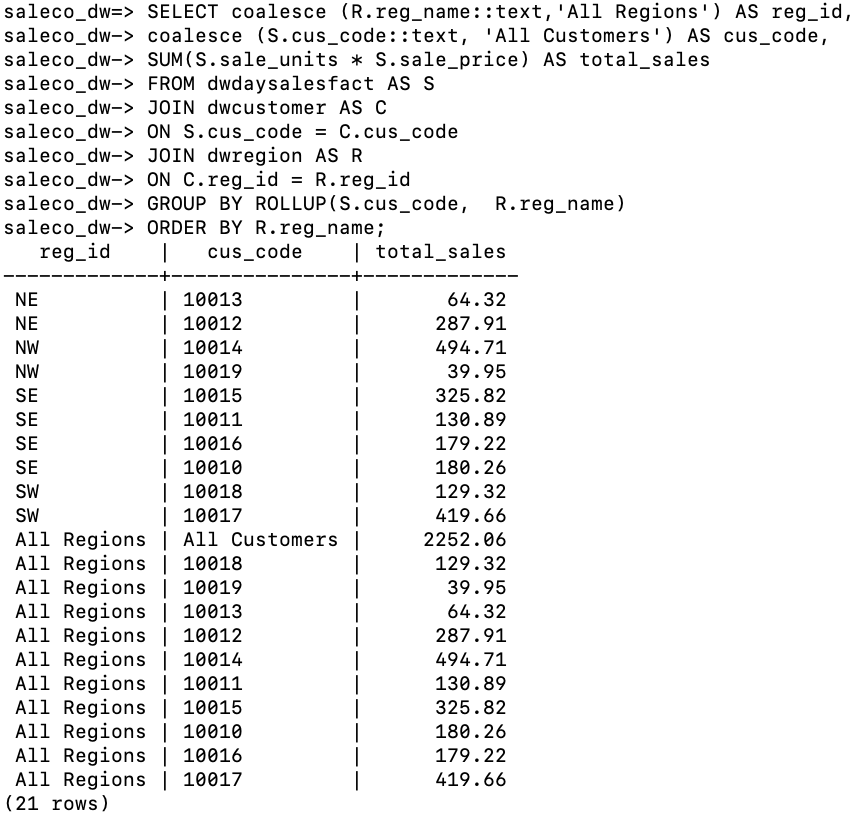 saleco_dw=> SELECT coalesce (R.reg_name::text,'All Regions') AS reg_id,
saleco_dw-> coalesce (S.cus_code::text, 'All Customers') AS cus_code,
saleco_dw-> SUM(S.sale_units * S.sale_price) AS total_sales
saleco_dw-> FROM dwdaysalesfact AS S
saleco_dw-> JOIN dwcustomer AS C
saleco_dw-> ON S.cus_code = C.cus_code
saleco_dw-> JOIN dwregion AS R
saleco_dw-> ON C.reg_id = R.reg_id
saleco_dw-> GROUP BY ROLLUP(S.cus_code,  R.reg_name)
saleco_dw-> ORDER BY R.reg_name;
   reg_id    |   cus_code    | total_sales
-------------+---------------+-------------
 NE          | 10013         |       64.32
 NE          | 10012         |      287.91
 NW          | 10014         |      494.71
 NW          | 10019         |       39.95
 SE          | 10015         |      325.82
 SE          | 10011         |      130.89
 SE          | 10016         |      179.22
 SE          | 10010         |      180.26
 SW          | 10018         |      129.32
 SW          | 10017         |      419.66
 All Regions | All Customers |     2252.06
 All Regions | 10018         |      129.32
 All Regions | 10019         |       39.95
 All Regions | 10013         |       64.32
 All Regions | 10012         |      287.91
 All Regions | 10014         |      494.71
 All Regions | 10011         |      130.89
 All Regions | 10015         |      325.82
 All Regions | 10010         |      180.26
 All Regions | 10016         |      179.22
 All Regions | 10017         |      419.66
(21 rows)